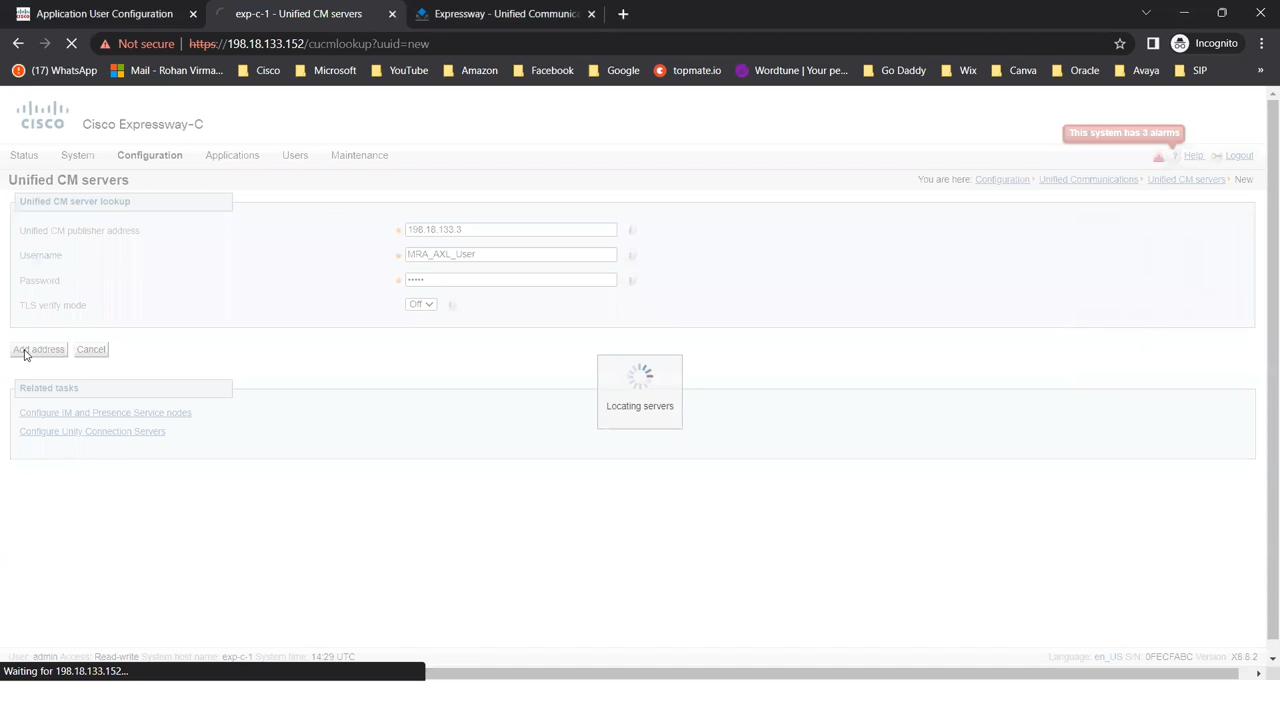 Application User Configuration
exp-c-1 - Unified CM servers
Expressway - Unified Communica
Not secure
https://198.18.133.152/cucmlookup?uuid=new
Incognito
(17) WhatsApp
Mail - Rohan Virma...
Cisco
Microsoft
YouTube
Amazon
Facebook
Google
topmate.io
Wordtune | Your pe...
Go Daddy
Wix
Canva
Oracle
Avaya
SIP
»
CISCO
Cisco Expressway-C
This system has 3 alarms
Status
System
Configuration
Applications
Users
Maintenance
Help
Logout
Unified CM servers
You are here: Configuration Unified Communications Unified CM servers New
Unified CM server lookup
Unified CM publisher address
198.18.133.3
Username
MRA_AXL_User
Password
•••••
TLS verify mode
Off
Add address
Cancel
Locating servers
Related tasks
Configure IM and Presence Service nodes
Configure Unity Connection Servers
User: admin Access: Read-write System host name: exp-c-1 System time: 14:29 UTC
Language: en_US S/N: 0FECFABC Version: X8.8.2
Waiting for 198.18.133.152...